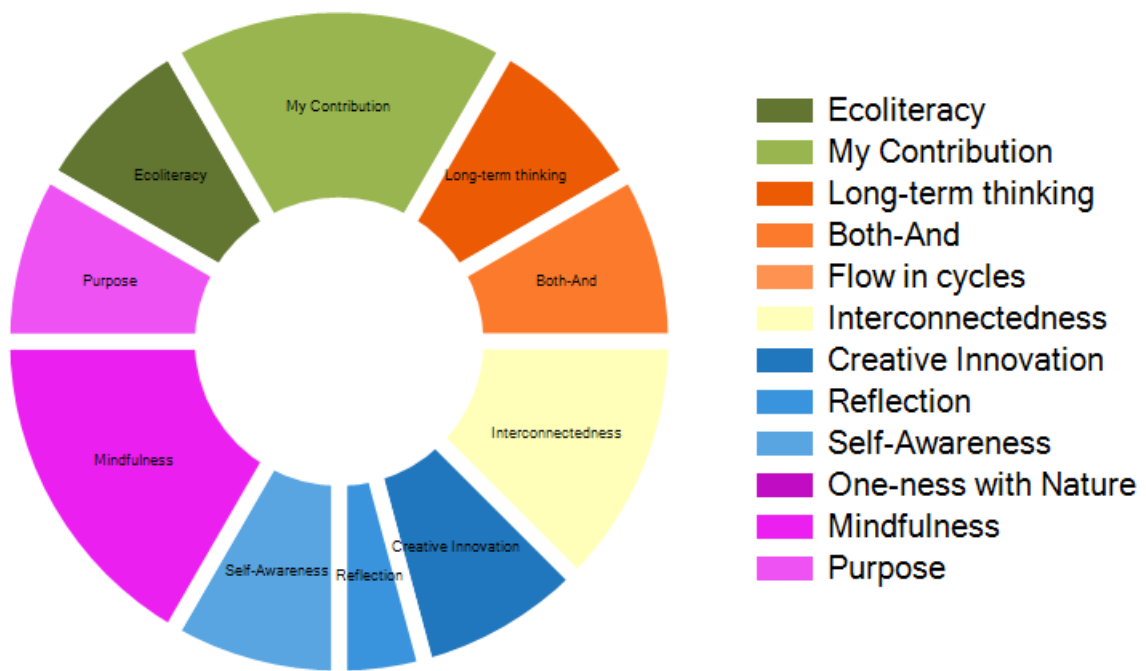 My Contribution
Ecoliteracy
Long-term thinking
Purpose
Both-And
Interconnectedness
Mindfulness
Creative Innovation
Self-Awareness
Reflection
Ecoliteracy
My Contribution
Long-term thinking
Both-And
Flow in cycles
Interconnectedness
Creative Innovation
Reflection
Self-Awareness
One-ness with Nature
Mindfulness
Purpose